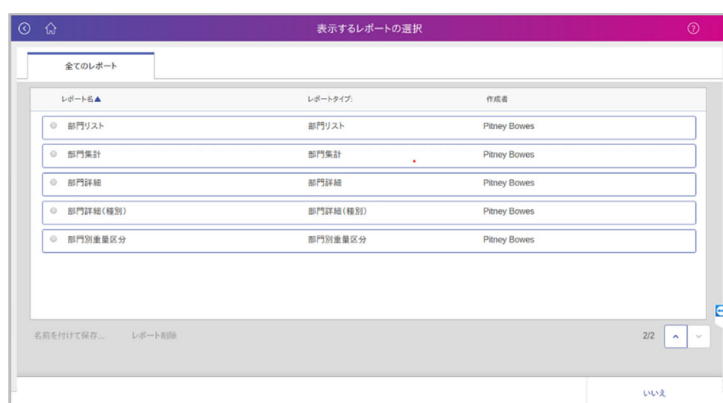 表示するレポートの選択
全てのレポート
レポート名▲ レポートタイプ: 作成者
部門リスト 部門リスト Pitney Bowes
部門集計 部門集計 Pitney Bowes
部門詳細 部門詳細 Pitney Bowes
部門詳細(種別) 部門詳細(種別) Pitney Bowes
部門別重量区分 部門別重量区分 Pitney Bowes
名前を付けて保存... レポート削除 2/2
いいえ